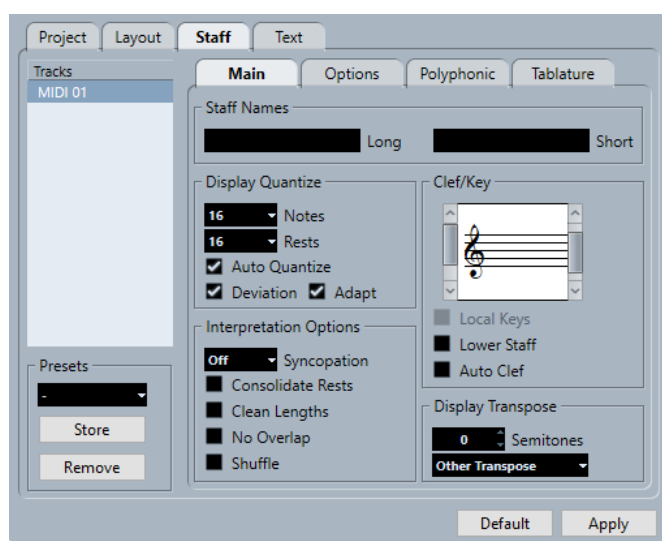 Project Layout Staff Text
Tracks
MIDI 01
Main Options Polyphonic Tablature
Staff Names
Long Short
Display Quantize
16 Notes
16 Rests
Auto Quantize
Deviation Adapt
Clef/Key
Local Keys
Lower Staff
Auto Clef
Interpretation Options
Off Syncopation
Consolidate Rests
Clean Lengths
No Overlap
Shuffle
Display Transpose
0 Semitones
Other Transpose
Presets
-
Store
Remove
Default Apply